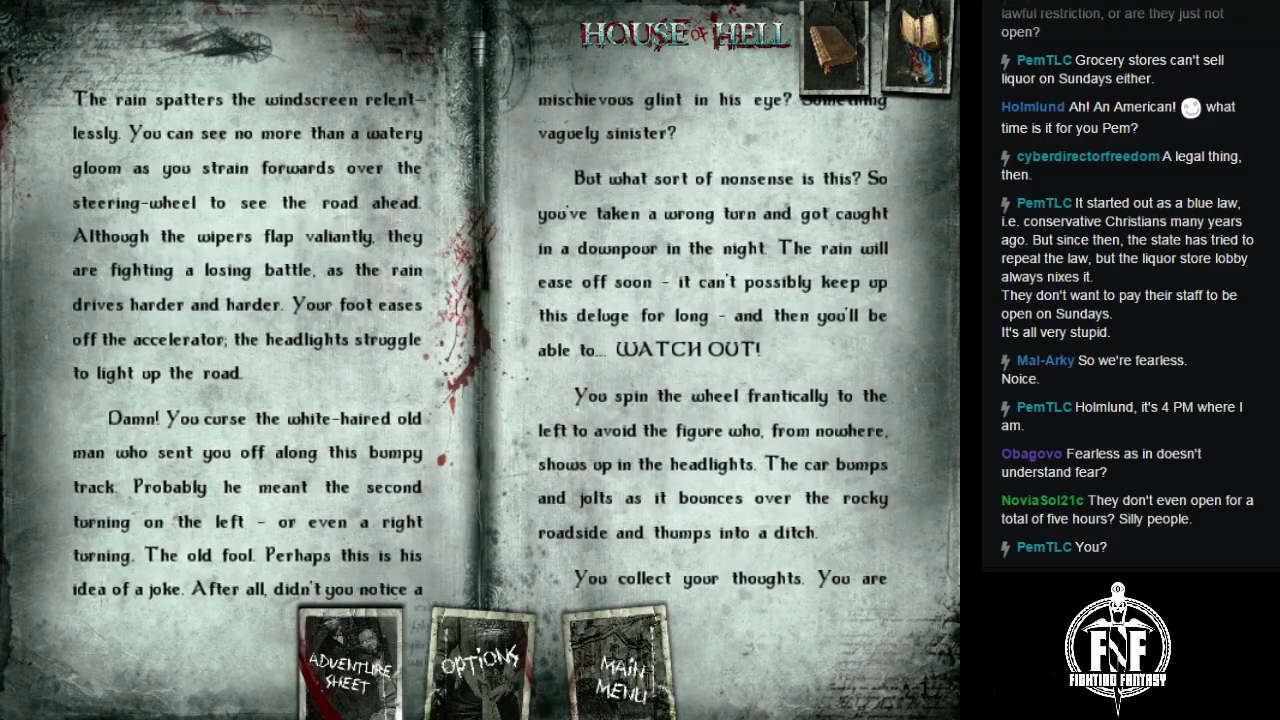 HOUSE of HELL
The rain spatters the windscreen relent-
lessly. You can see no more than a watery
gloom as you strain forwards over the
steering-wheel to see the road ahead.
Although the wipers flap valiantly, they
are fighting a losing battle, as the rain
drives harder and harder. Your foot eases
off the accelerator; the headlights struggle
to light up the road.
Damn! You curse the white-haired old
man who sent you off along this bumpy
track. Probably he meant the second
turning on the left - or even a right
turning. The old fool. Perhaps this is his
idea of a joke. After all, didn't you notice a
mischievous glint in his eye? Something
vaguely sinister?
But what sort of nonsense is this? So
you've taken a wrong turn and got caught
in a downpour in the night. The rain will
ease off soon - it can't possibly keep up
this deluge for long - and then you'll be
able to... WATCH OUT!
You spin the wheel frantically to the
left to avoid the figure who, from nowhere,
shows up in the headlights. The car bumps
and jolts as it bounces over the rocky
roadside and thumps into a ditch.
You collect your thoughts. You are
ADVENTURE
SHEET
OPTIONS
MAIN
MENU
lawful restriction, or are they just not
open?
PemTLC Grocery stores can't sell
liquor on Sundays either.
Holmlund Ah! An American! what
time is it for you Pem?
cyberdirectorfreedom A legal thing,
then.
PemTLC It started out as a blue law,
i.e. conservative Christians many years
ago. But since then, the state has tried to
repeal the law, but the liquor store lobby
always nixes it.
They don't want to pay their staff to be
open on Sundays.
It's all very stupid.
Mal-Arky So we're fearless.
Noice.
PemTLC Holmlund, it's 4 PM where I
am.
Obagovo Fearless as in doesn't
understand fear?
NoviaSol21c They don't even open for a
total of five hours? Silly people.
PemTLC You?
FF
FIGHTING FANTASY